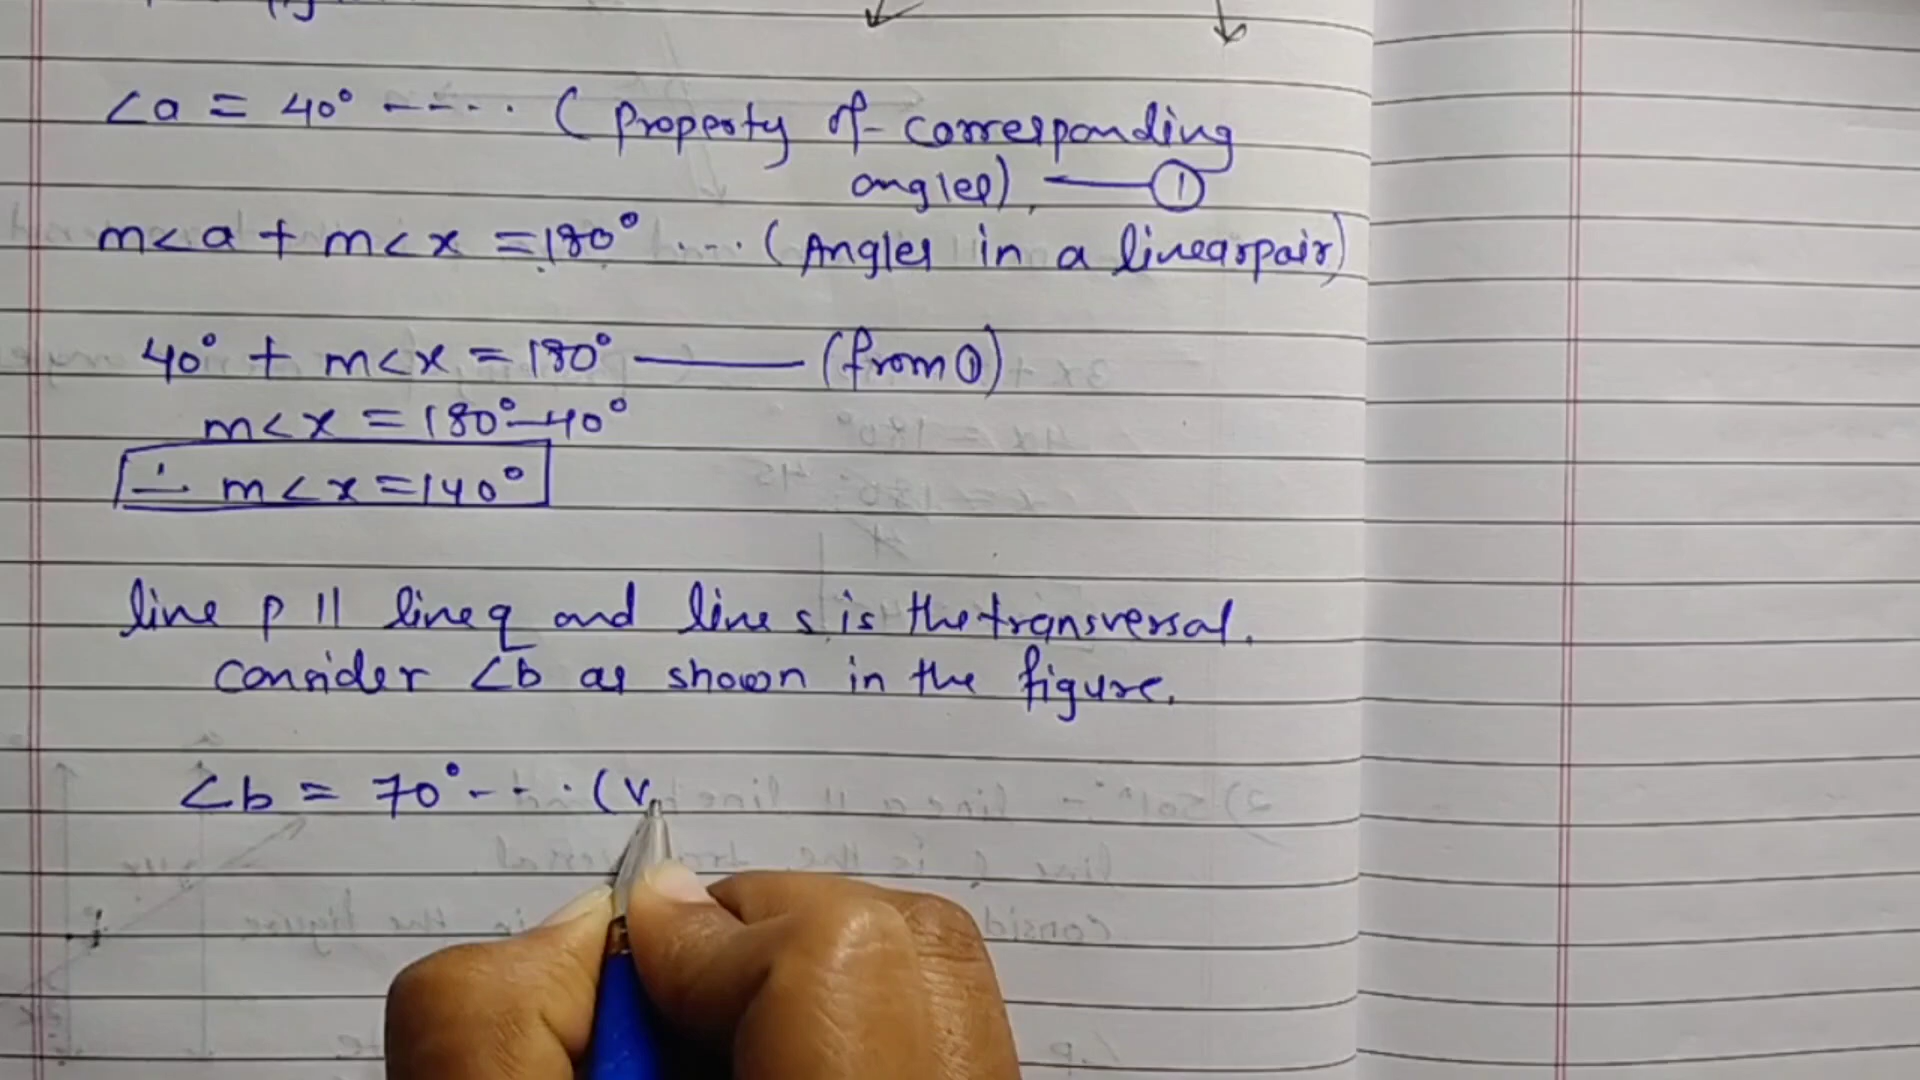 ∠a = 40° ---·· (property of corresponding
angles) —— ①
m<a + m<x = 180° ··· (Angles in a linearpair)
40° + m<x = 180° —— (from ①)
m<x = 180° - 40°
∴ m<x = 140°
line p || line q and line s is the transversal.
consider ∠b as shown in the figure.
∠b = 70° - - · (v